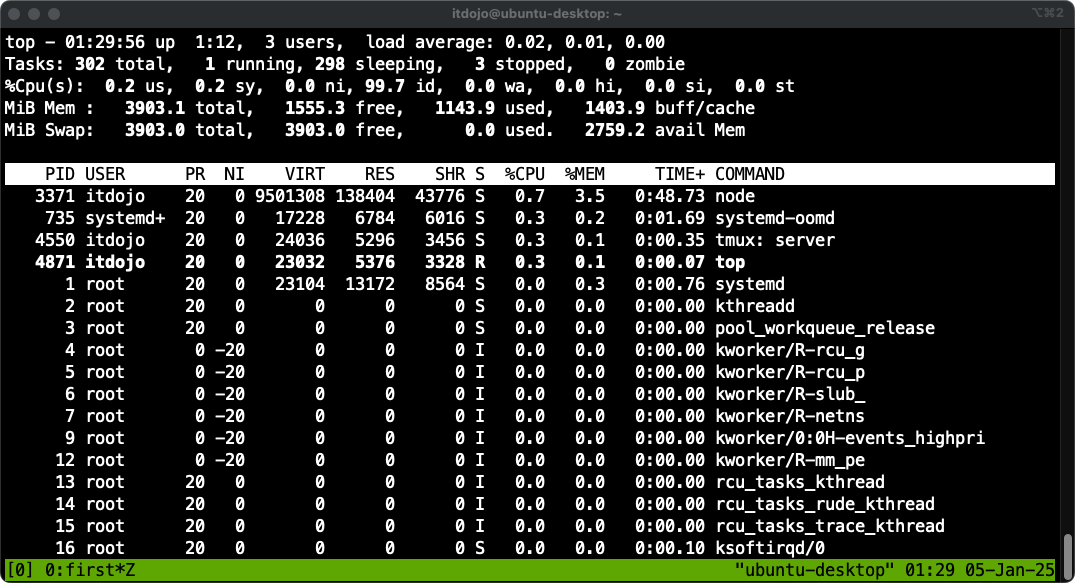 itdojo@ubuntu-desktop: ~ ⌥⌘2
top - 01:29:56 up  1:12,  3 users,  load average: 0.02, 0.01, 0.00
Tasks: 302 total,   1 running, 298 sleeping,   3 stopped,   0 zombie
%Cpu(s):  0.2 us,  0.2 sy,  0.0 ni, 99.7 id,  0.0 wa,  0.0 hi,  0.0 si,  0.0 st
MiB Mem :   3903.1 total,   1555.3 free,   1143.9 used,   1403.9 buff/cache
MiB Swap:   3903.0 total,   3903.0 free,      0.0 used.   2759.2 avail Mem
    PID USER      PR  NI    VIRT    RES    SHR S  %CPU  %MEM     TIME+ COMMAND
   3371 itdojo    20   0 9501308 138404  43776 S   0.7   3.5   0:48.73 node
    735 systemd+  20   0   17228   6784   6016 S   0.3   0.2   0:01.69 systemd-oomd
   4550 itdojo    20   0   24036   5296   3456 S   0.3   0.1   0:00.35 tmux: server
   4871 itdojo    20   0   23032   5376   3328 R   0.3   0.1   0:00.07 top
      1 root      20   0   23104  13172   8564 S   0.0   0.3   0:00.76 systemd
      2 root      20   0       0      0      0 S   0.0   0.0   0:00.00 kthreadd
      3 root      20   0       0      0      0 S   0.0   0.0   0:00.00 pool_workqueue_release
      4 root       0 -20       0      0      0 I   0.0   0.0   0:00.00 kworker/R-rcu_g
      5 root       0 -20       0      0      0 I   0.0   0.0   0:00.00 kworker/R-rcu_p
      6 root       0 -20       0      0      0 I   0.0   0.0   0:00.00 kworker/R-slub_
      7 root       0 -20       0      0      0 I   0.0   0.0   0:00.00 kworker/R-netns
      9 root       0 -20       0      0      0 I   0.0   0.0   0:00.00 kworker/0:0H-events_highpri
     12 root       0 -20       0      0      0 I   0.0   0.0   0:00.00 kworker/R-mm_pe
     13 root      20   0       0      0      0 I   0.0   0.0   0:00.00 rcu_tasks_kthread
     14 root      20   0       0      0      0 I   0.0   0.0   0:00.00 rcu_tasks_rude_kthread
     15 root      20   0       0      0      0 I   0.0   0.0   0:00.00 rcu_tasks_trace_kthread
     16 root      20   0       0      0      0 S   0.0   0.0   0:00.10 ksoftirqd/0
[0] 0:first*Z "ubuntu-desktop" 01:29 05-Jan-25